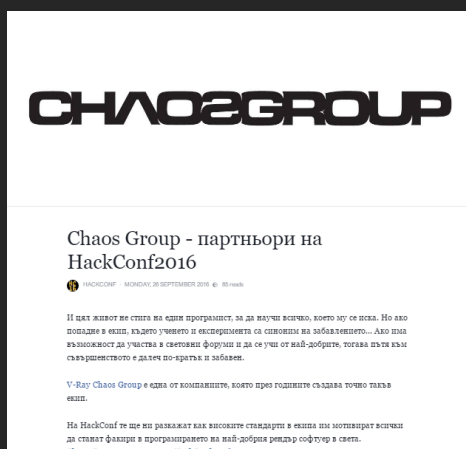 CHAOSGROUP
Chaos Group - партньори на
HackConf2016
HACKCONF · MONDAY, 26 SEPTEMBER 2016 85 reads
И цял живот не стига на един програмист, за да научи всичко, което му се иска. Но ако
попадне в екип, където ученето и експеримента са синоним на забавлението... Ако има
възможност да участва в световни форуми и да се учи от най-добрите, тогава пътя към
съвършенството е далеч по-кратък и забавен.
V-Ray Chaos Group е една от компаниите, която през годините създава точно такъв
екип.
На HackConf те ще ни разкажат как високите стандарти в екипа им мотивират всички
да станат факири в програмирането на най-добрия рендър софтуер в света.